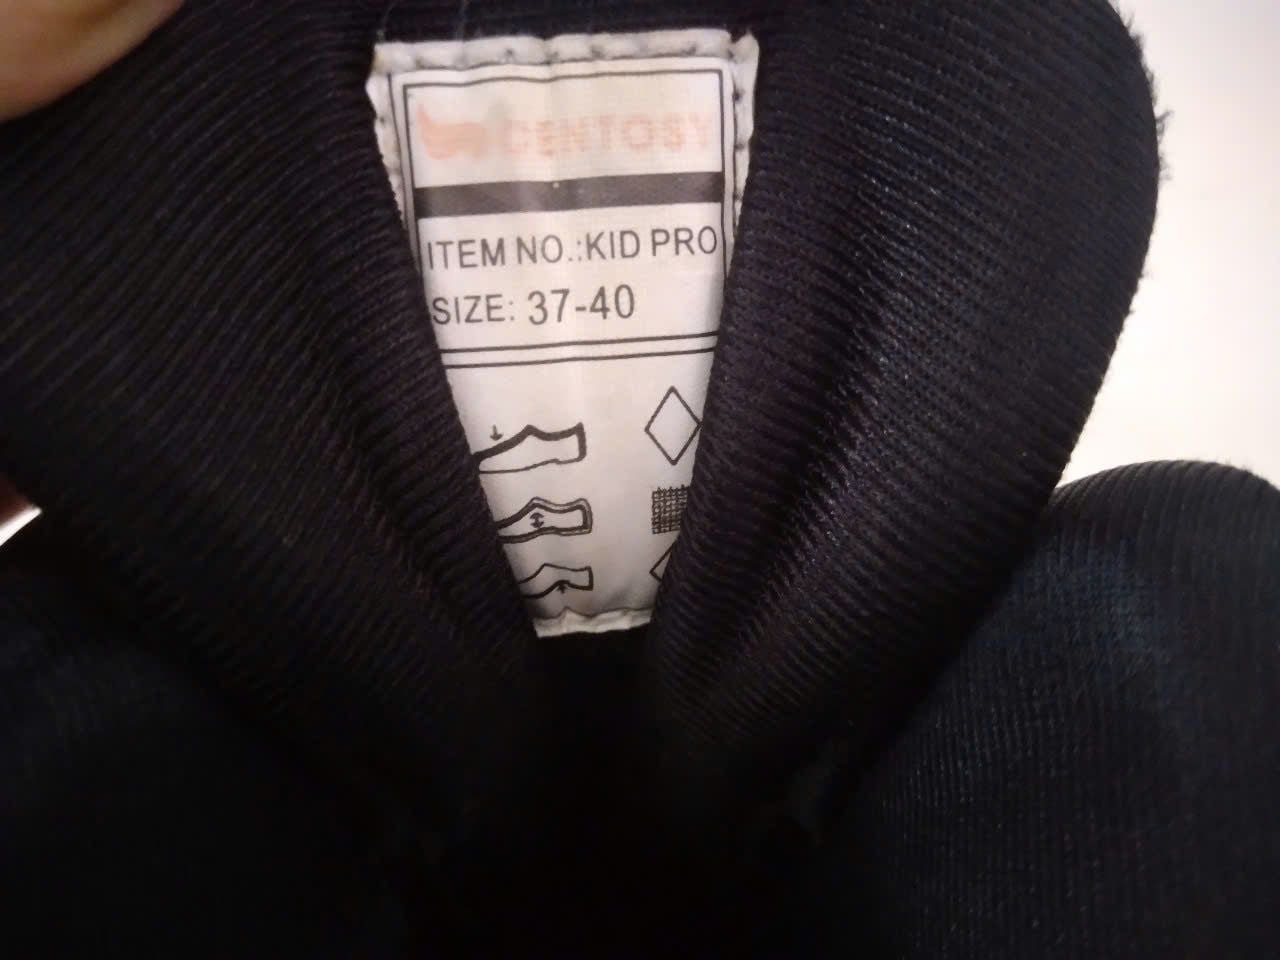 CENTOSY
ITEM NO.:KID PRO
SIZE: 37-40